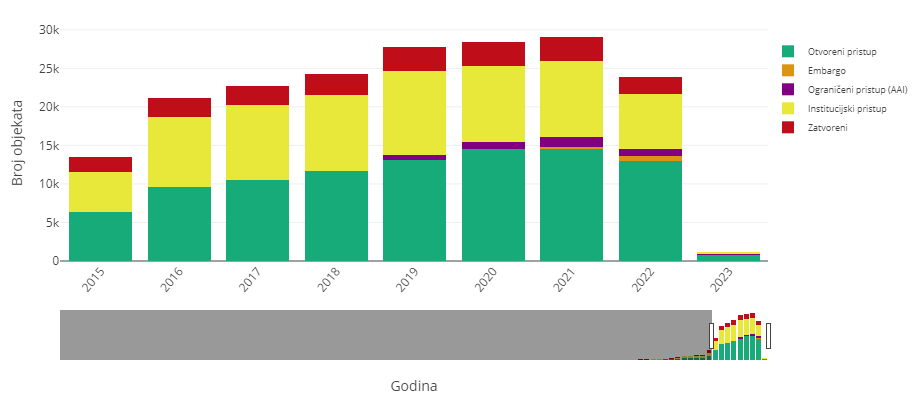 30k
25k
20k
15k
10k
5k
0
Broj objekata
2015
2016
2017
2018
2019
2020
2021
2022
2023
Godina
Otvoreni pristup
Embargo
Ograničeni pristup (AAI)
Institucijski pristup
Zatvoreni